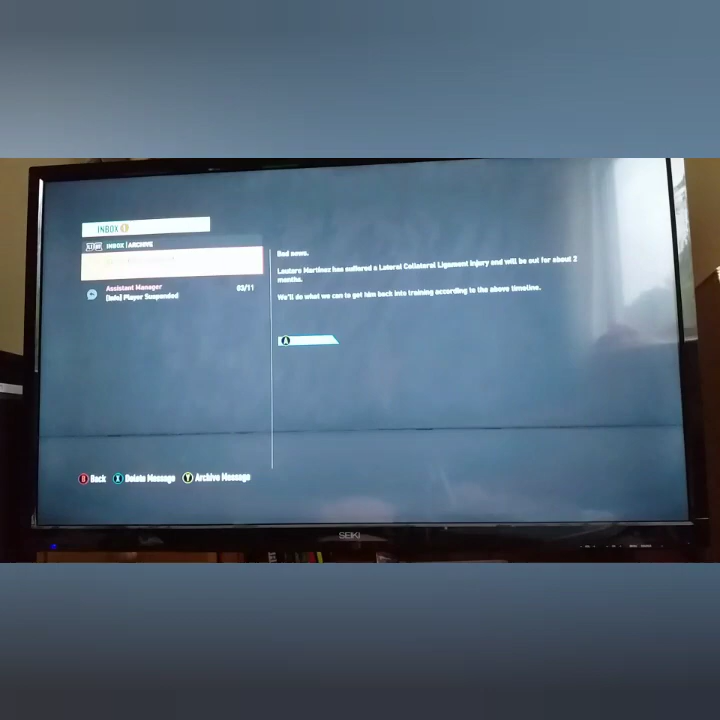 INBOX 1
INBOX | ARCHIVE
Assistant Manager 03/11
[Info] Player Suspended
Bad news,
Lautaro Martínez has suffered a Lateral Collateral Ligament injury and will be out for about 2
months.
We'll do what we can to get him back into training according to the above timeline.
A
B Back X Delete Message Y Archive Message
SEIKI